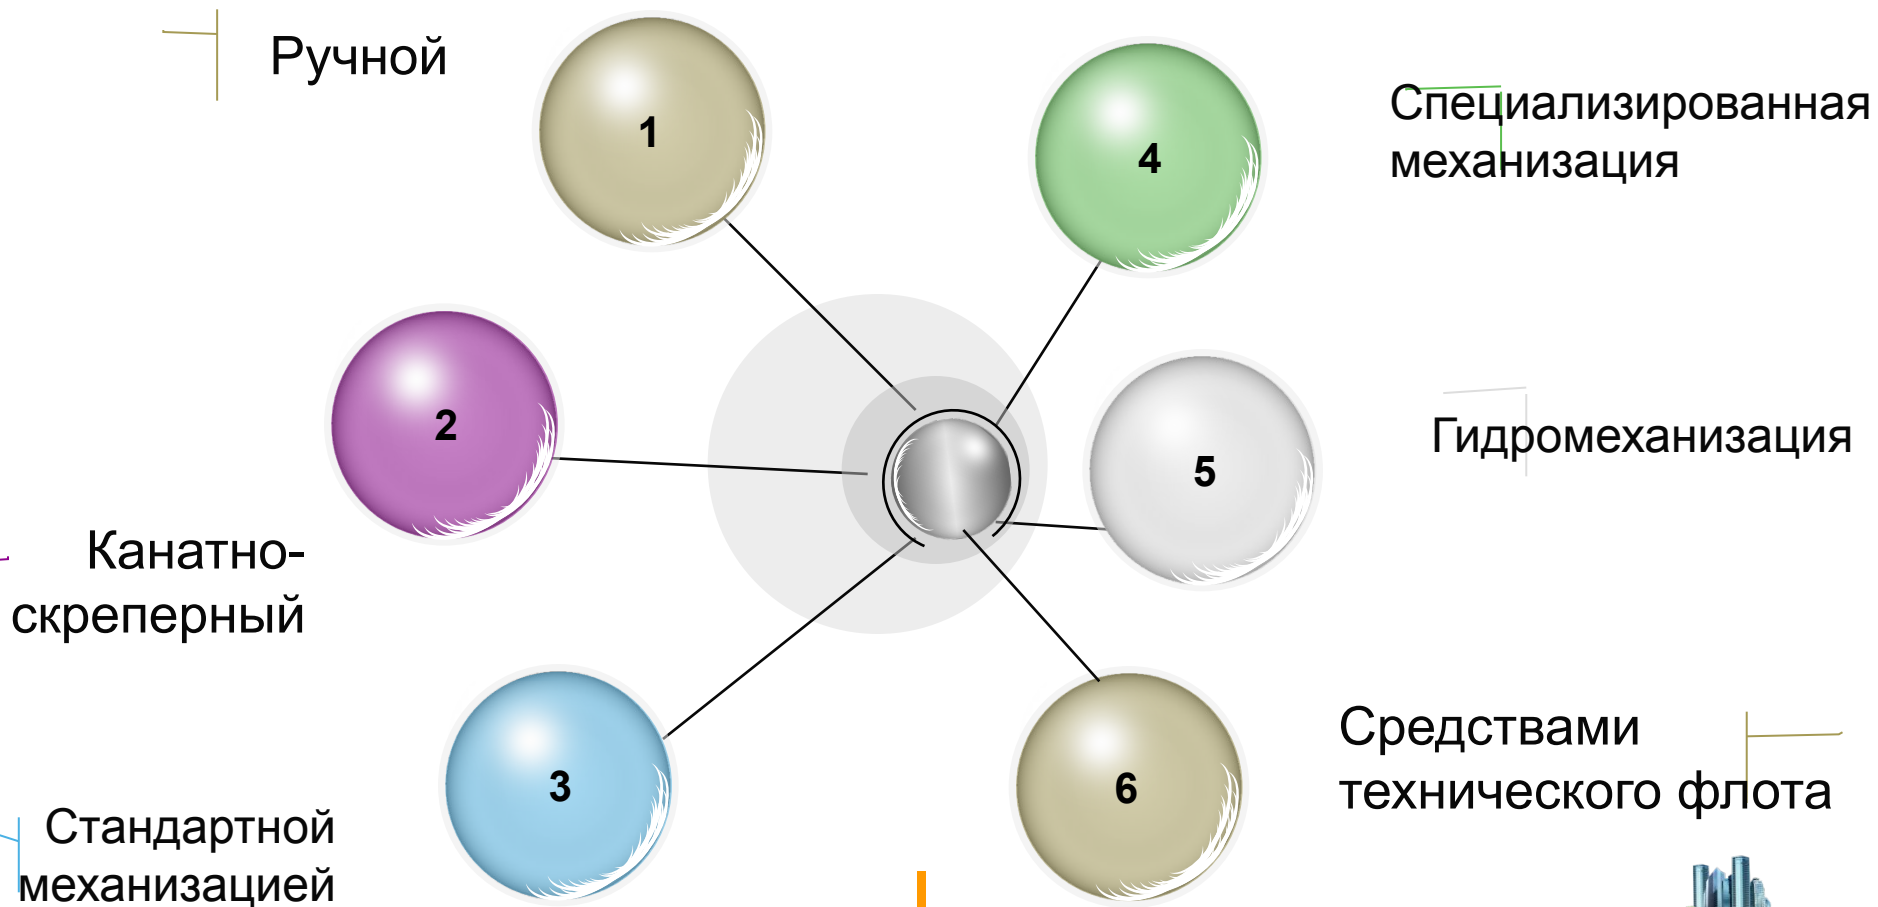 Ручной
1
2
Канатно-
скреперный
3
Стандартной
механизацией
4
Специализированная
механизация
5
Гидромеханизация
6
Средствами
технического флота